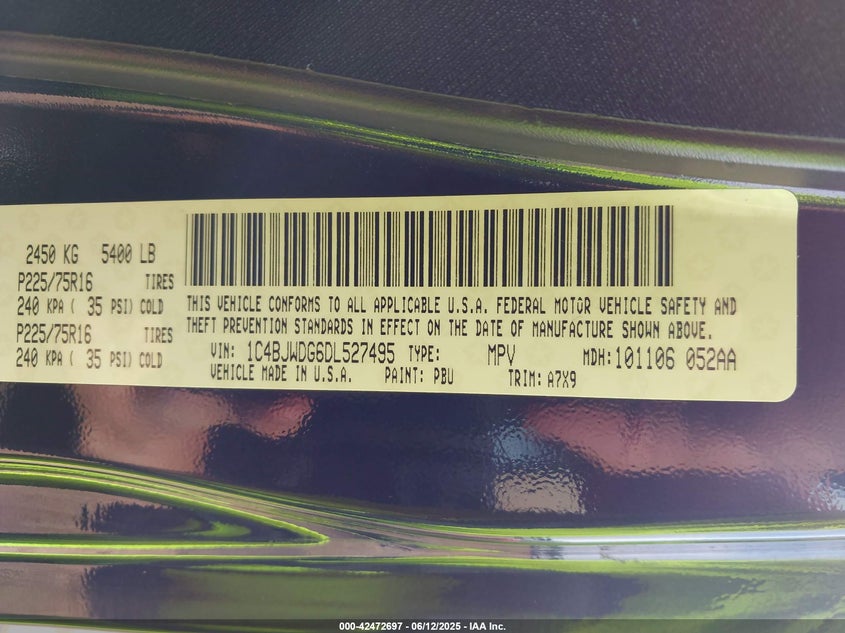 2450 KG 5400 LB
P225/75R16 TIRES
240 KPA ( 35 PSI) COLD
P225/75R16 TIRES
240 KPA ( 35 PSI) COLD
THIS VEHICLE CONFORMS TO ALL APPLICABLE U.S.A. FEDERAL MOTOR VEHICLE SAFETY AND
THEFT PREVENTION STANDARDS IN EFFECT ON THE DATE OF MANUFACTURE SHOWN ABOVE.
VIN: 1C4BJWDG6DL527495 TYPE: MPV MDH: 101106 052AA
VEHICLE MADE IN U.S.A. PAINT: PBU TRIM: A7X9
000-42472697 - 06/12/2025 - IAA Inc.